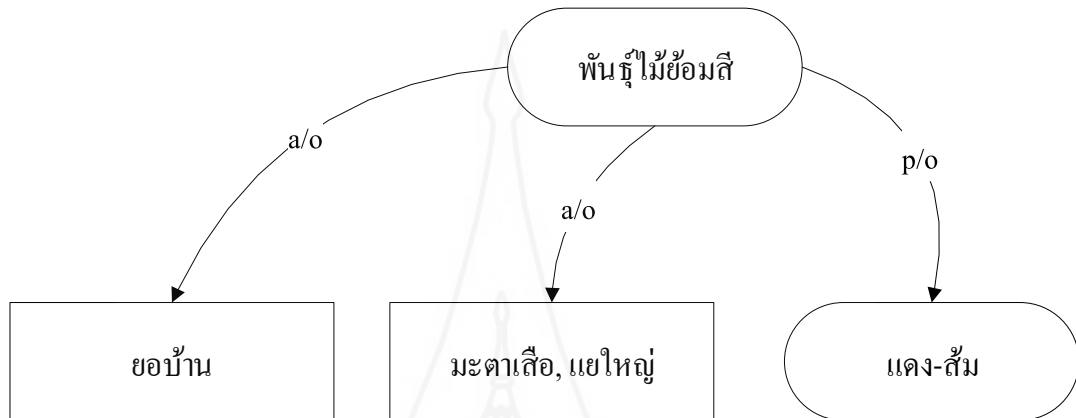 พันธุ์ไม้ย้อมสี
a/o
p/o
a/o
ยอบ้าน
มะตาเสือ, แยใหญ่
แดง-ส้ม